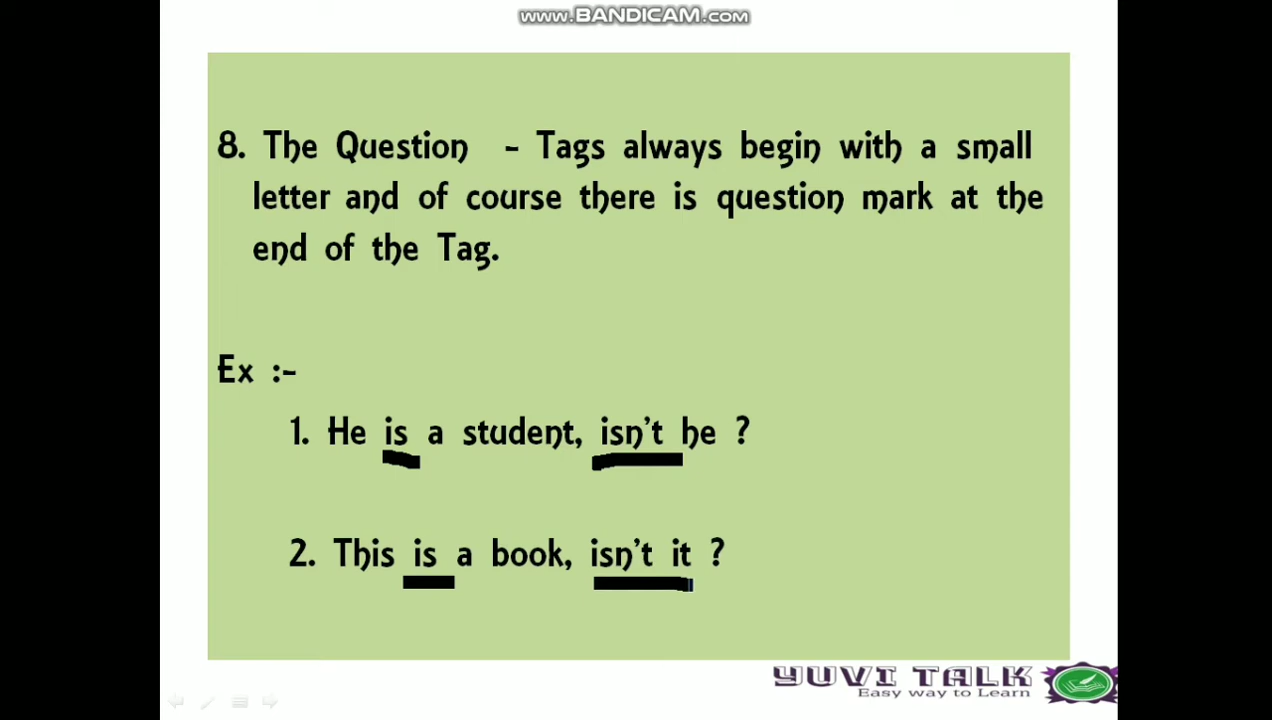 www.BANDICAM.com
8. The Question - Tags always begin with a small
letter and of course there is question mark at the
end of the Tag.
Ex :-
1. He is a student, isn't he ?
2. This is a book, isn't it ?
YUVI TALK
Easy way to Learn